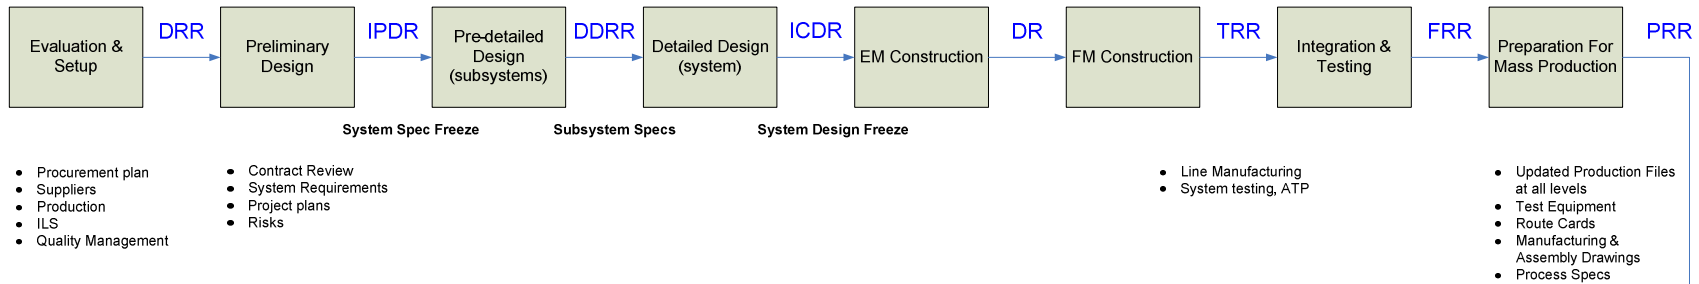 Evaluation &
Setup
DRR
Preliminary
Design
IPDR
Pre-detailed
Design
(subsystems)
DDRR
Detailed Design
(system)
ICDR
EM Construction
DR
FM Construction
TRR
Integration &
Testing
FRR
Preparation For
Mass Production
PRR
System Spec Freeze
Subsystem Specs
System Design Freeze
• Procurement plan
• Suppliers
• Production
• ILS
• Quality Management
• Contract Review
• System Requirements
• Project plans
• Risks
• Line Manufacturing
• System testing, ATP
• Updated Production Files
at all levels
• Test Equipment
• Route Cards
• Manufacturing &
Assembly Drawings
• Process Specs